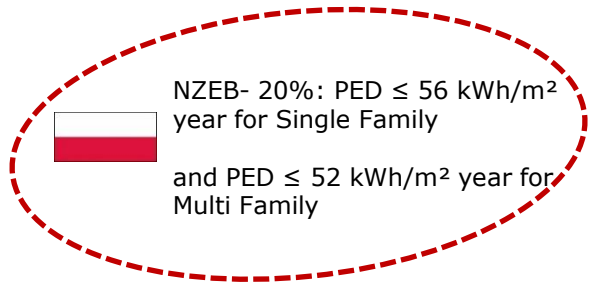 NZEB- 20%: PED ≤ 56 kWh/m²
year for Single Family
and PED ≤ 52 kWh/m² year for
Multi Family